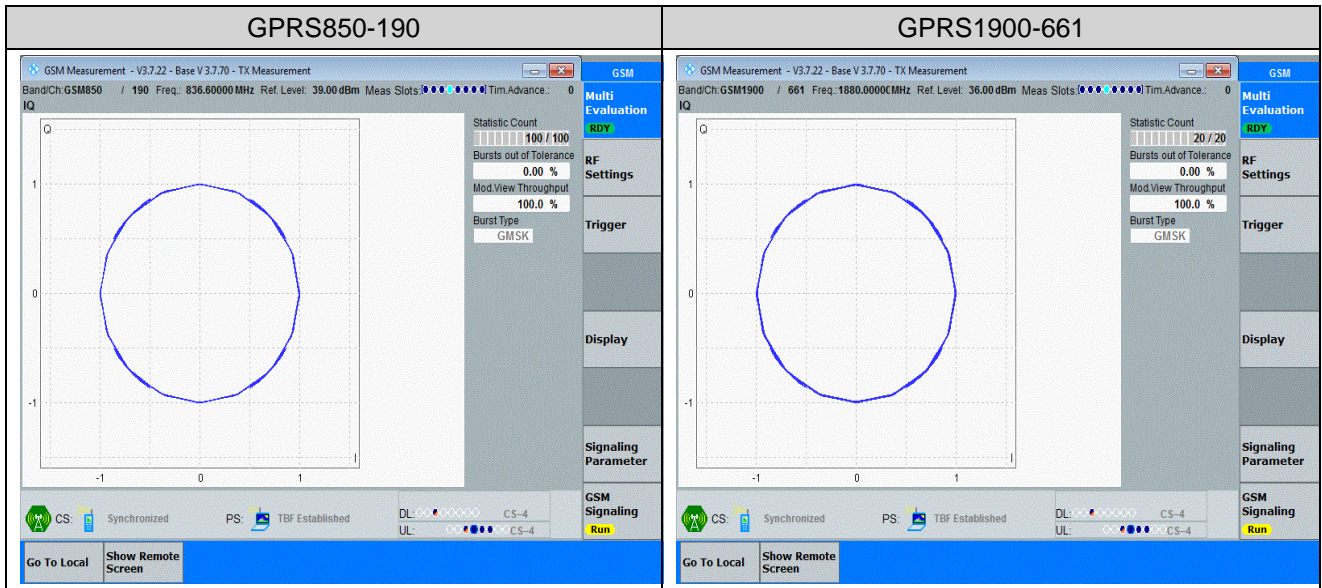 GPRS850-190
GSM Measurement - V3.7.22 - Base V 3.7.70 - TX Measurement
GSM
Band/Ch: GSM850 / 190 Freq.: 836.60000 MHz Ref. Level: 39.00 dBm Meas Slots: Tim.Advance.: 0
IQ
Multi Evaluation
RDY
Q
Statistic Count
100 / 100
Bursts out of Tolerance
0.00 %
Mod.View Throughput
100.0 %
Burst Type
GMSK
RF Settings
Trigger
Display
Signaling Parameter
GSM Signaling
Run
1
0
-1
-1 0 1
I
CS: Synchronized PS: TBF Established
DL: CS-4
UL: CS-4
Go To Local
Show Remote Screen
GPRS1900-661
GSM Measurement - V3.7.22 - Base V 3.7.70 - TX Measurement
GSM
Band/Ch: GSM1900 / 661 Freq.: 1880.0000 MHz Ref. Level: 36.00 dBm Meas Slots: Tim.Advance.: 0
IQ
Multi Evaluation
RDY
Q
Statistic Count
20 / 20
Bursts out of Tolerance
0.00 %
Mod.View Throughput
100.0 %
Burst Type
GMSK
RF Settings
Trigger
Display
Signaling Parameter
GSM Signaling
Run
1
0
-1
-1 0 1
I
CS: Synchronized PS: TBF Established
DL: CS-4
UL: CS-4
Go To Local
Show Remote Screen